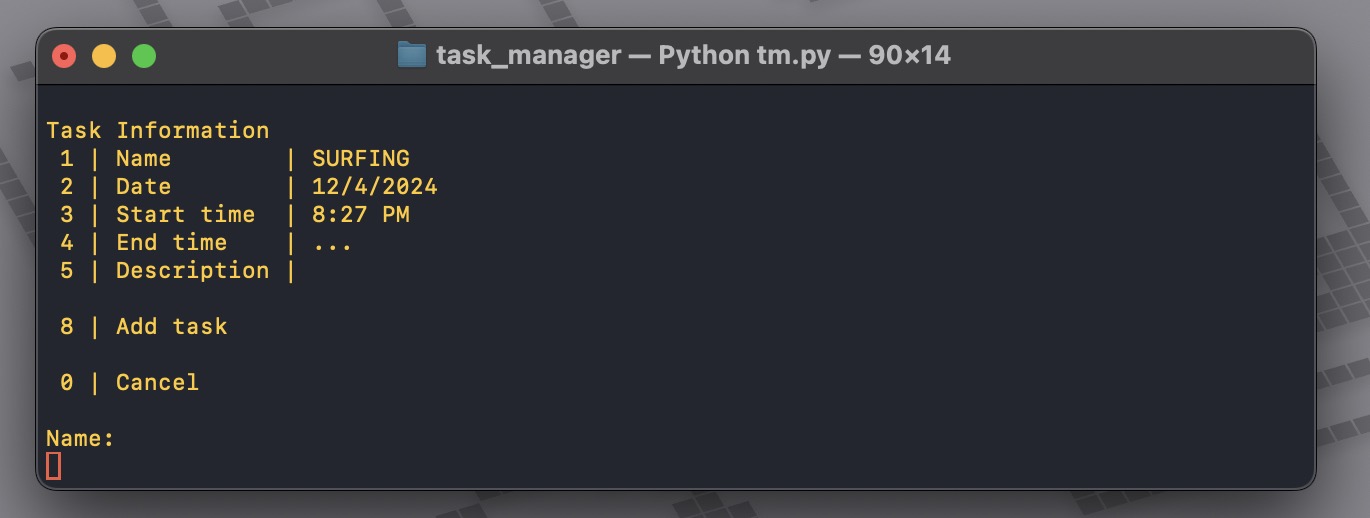 task_manager — Python tm.py — 90×14
Task Information
1 | Name | SURFING
2 | Date | 12/4/2024
3 | Start time | 8:27 PM
4 | End time | ...
5 | Description |
8 | Add task
0 | Cancel
Name: